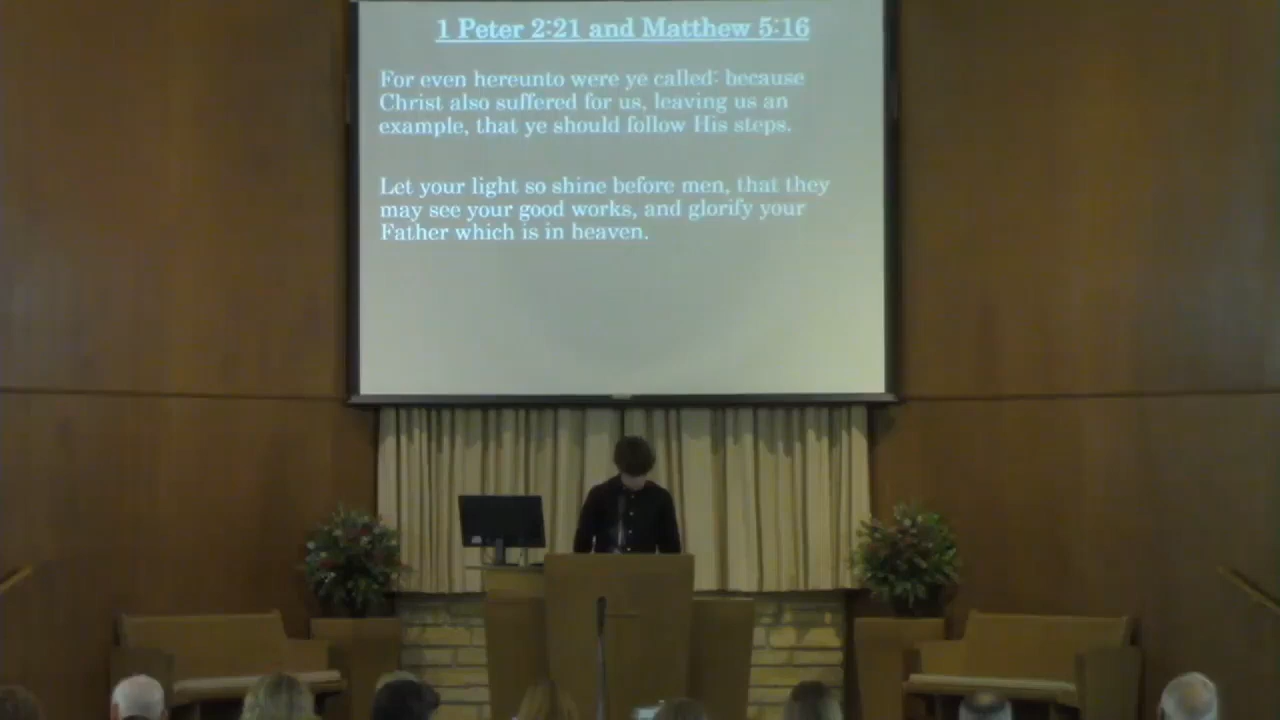 1 Peter 2:21 and Matthew 5:16
For even hereunto were ye called: because
Christ also suffered for us, leaving us an
example, that ye should follow His steps.
Let your light so shine before men, that they
may see your good works, and glorify your
Father which is in heaven.